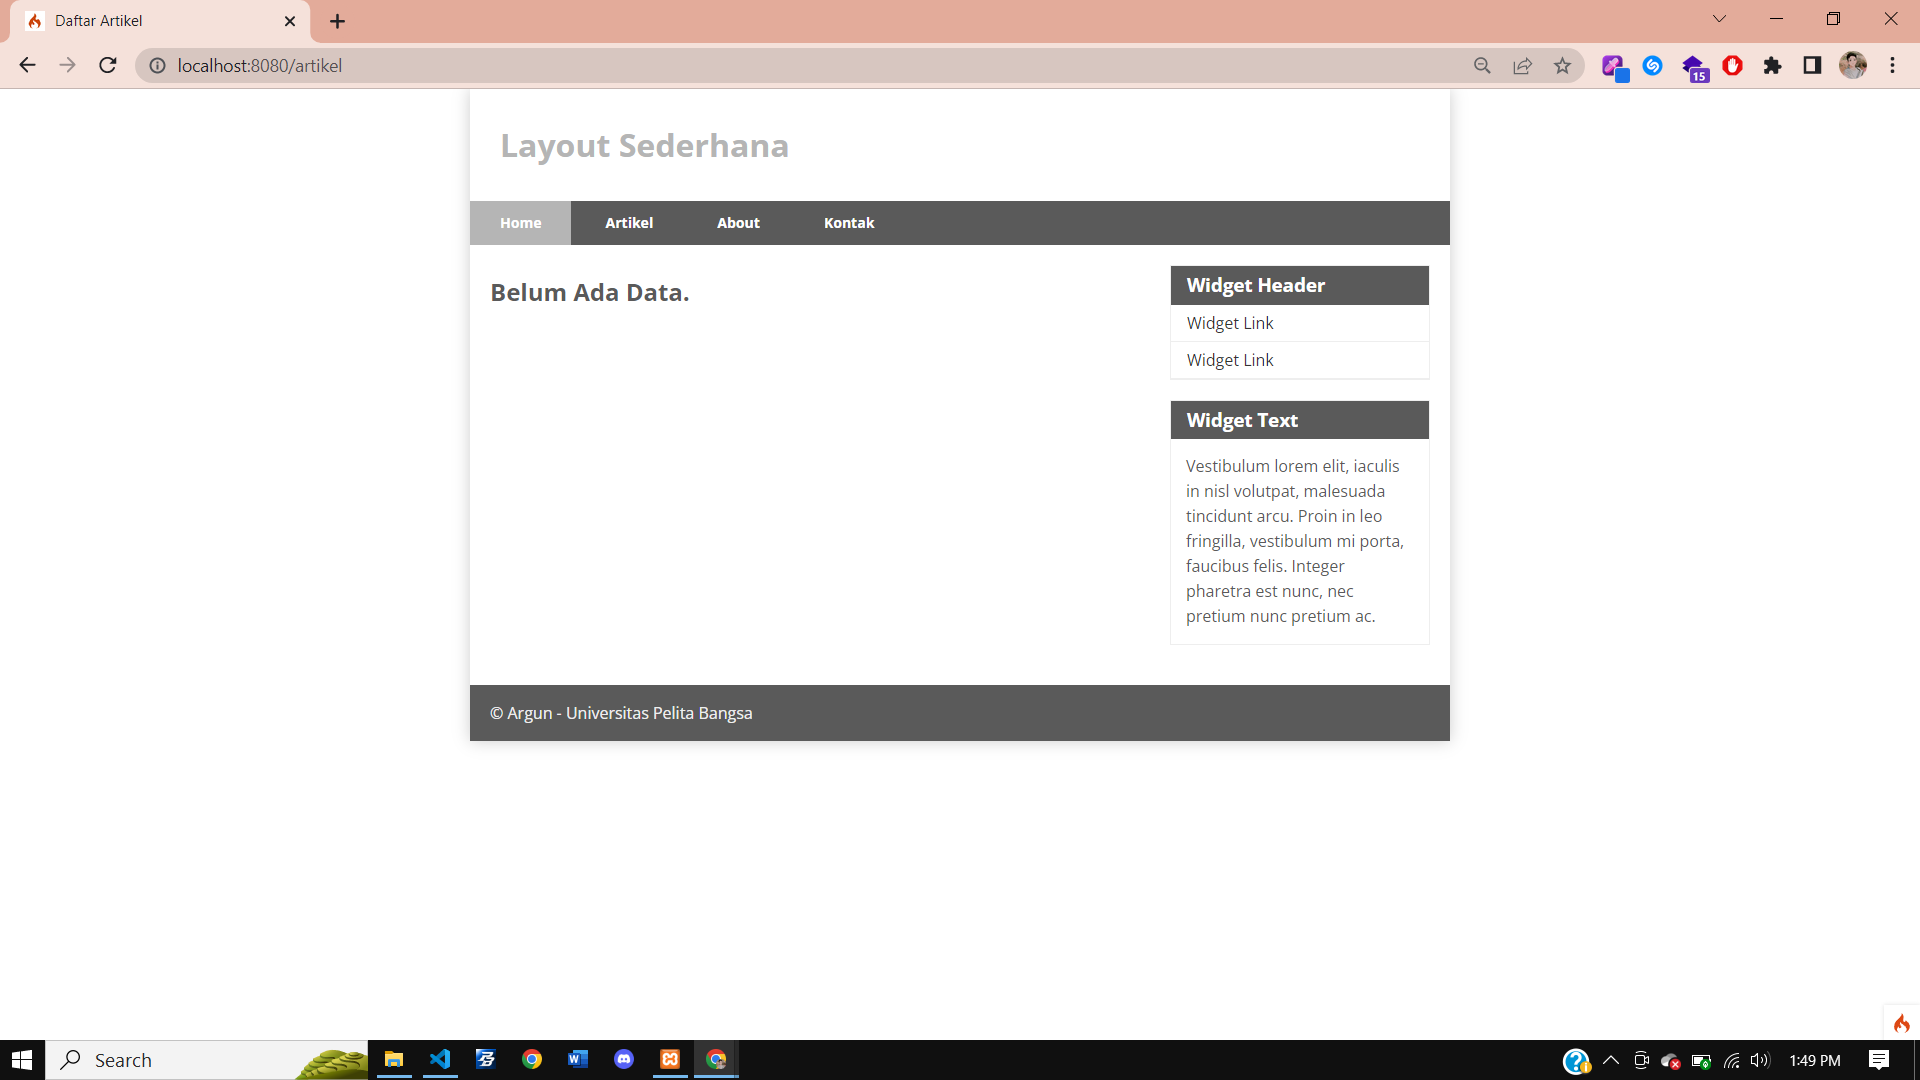 Daftar Artikel
localhost:8080/artikel
15
Layout Sederhana
Home Artikel About Kontak
Belum Ada Data.
Widget Header
Widget Link
Widget Link
Widget Text
Vestibulum lorem elit, iaculis
in nisl volutpat, malesuada
tincidunt arcu. Proin in leo
fringilla, vestibulum mi porta,
faucibus felis. Integer
pharetra est nunc, nec
pretium nunc pretium ac.
© Argun - Universitas Pelita Bangsa
Search
1:49 PM